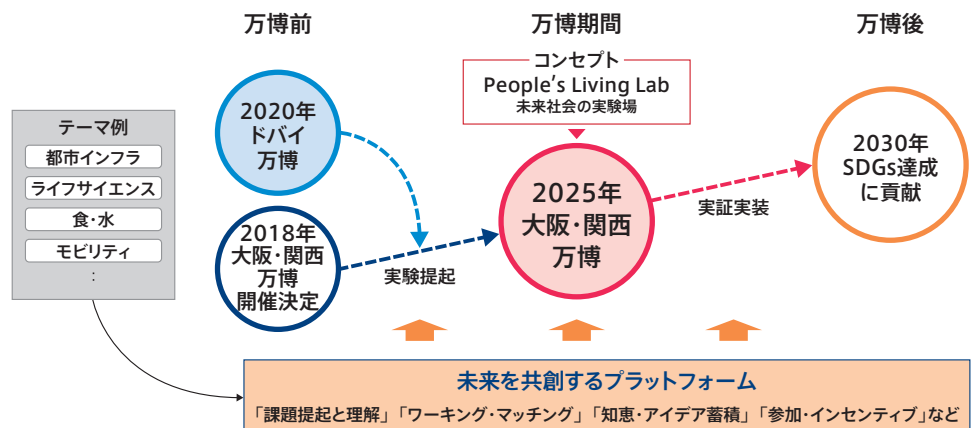 万博前
万博期間
万博後
コンセプト
People's Living Lab
未来社会の実験場
テーマ例
都市インフラ
ライフサイエンス
食・水
モビリティ
:
2020年
ドバイ
万博
2018年
大阪・関西
万博
開催決定
実験提起
2025年
大阪・関西
万博
実証実装
2030年
SDGs達成
に貢献
未来を共創するプラットフォーム
「課題提起と理解」「ワーキング・マッチング」「知恵・アイデア蓄積」「参加・インセンティブ」など